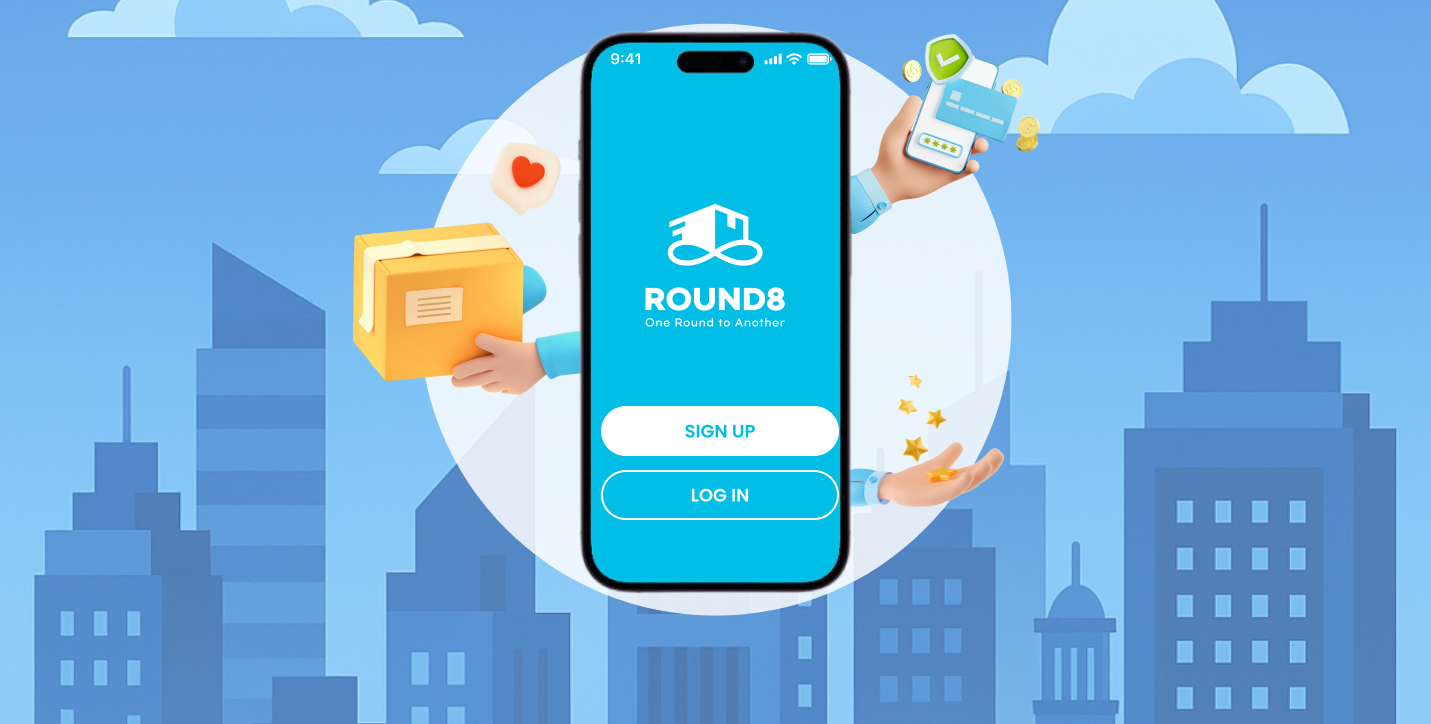 9:41
ROUND8
One Round to Another
SIGN UP
LOG IN
****